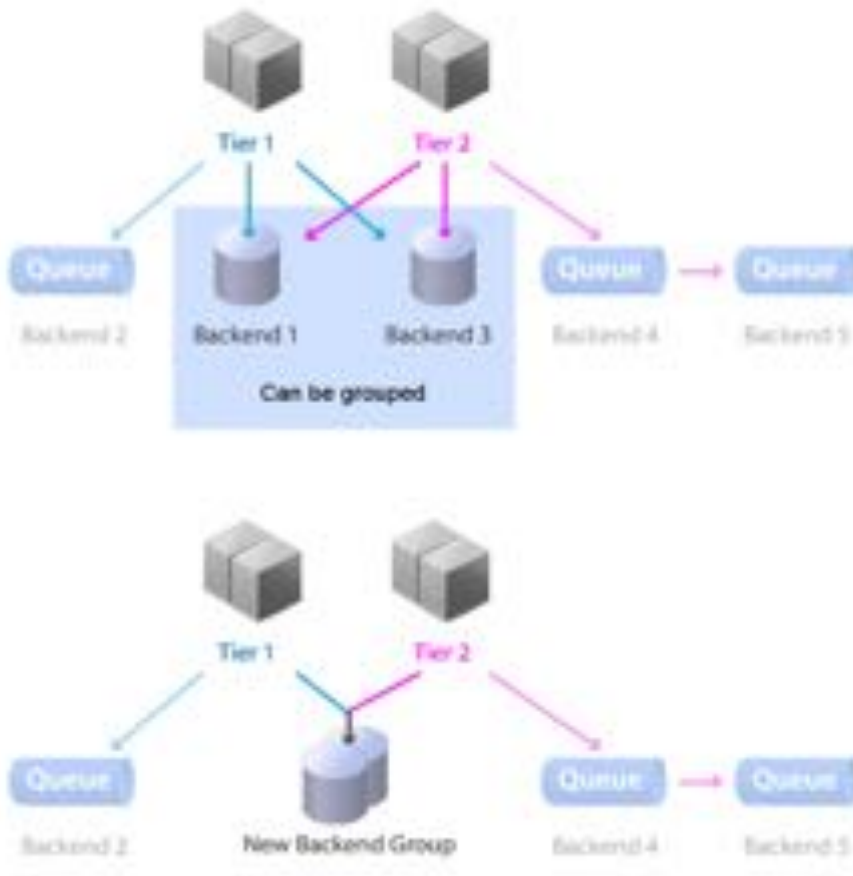 Tier 1
Tier 2
Queue
Queue
Queue
Backend 2
Backend 1
Backend 3
Backend 4
Backend 5
Can be grouped
Tier 1
Tier 2
Queue
Queue
Queue
Backend 2
New Backend Group
Backend 4
Backend 5